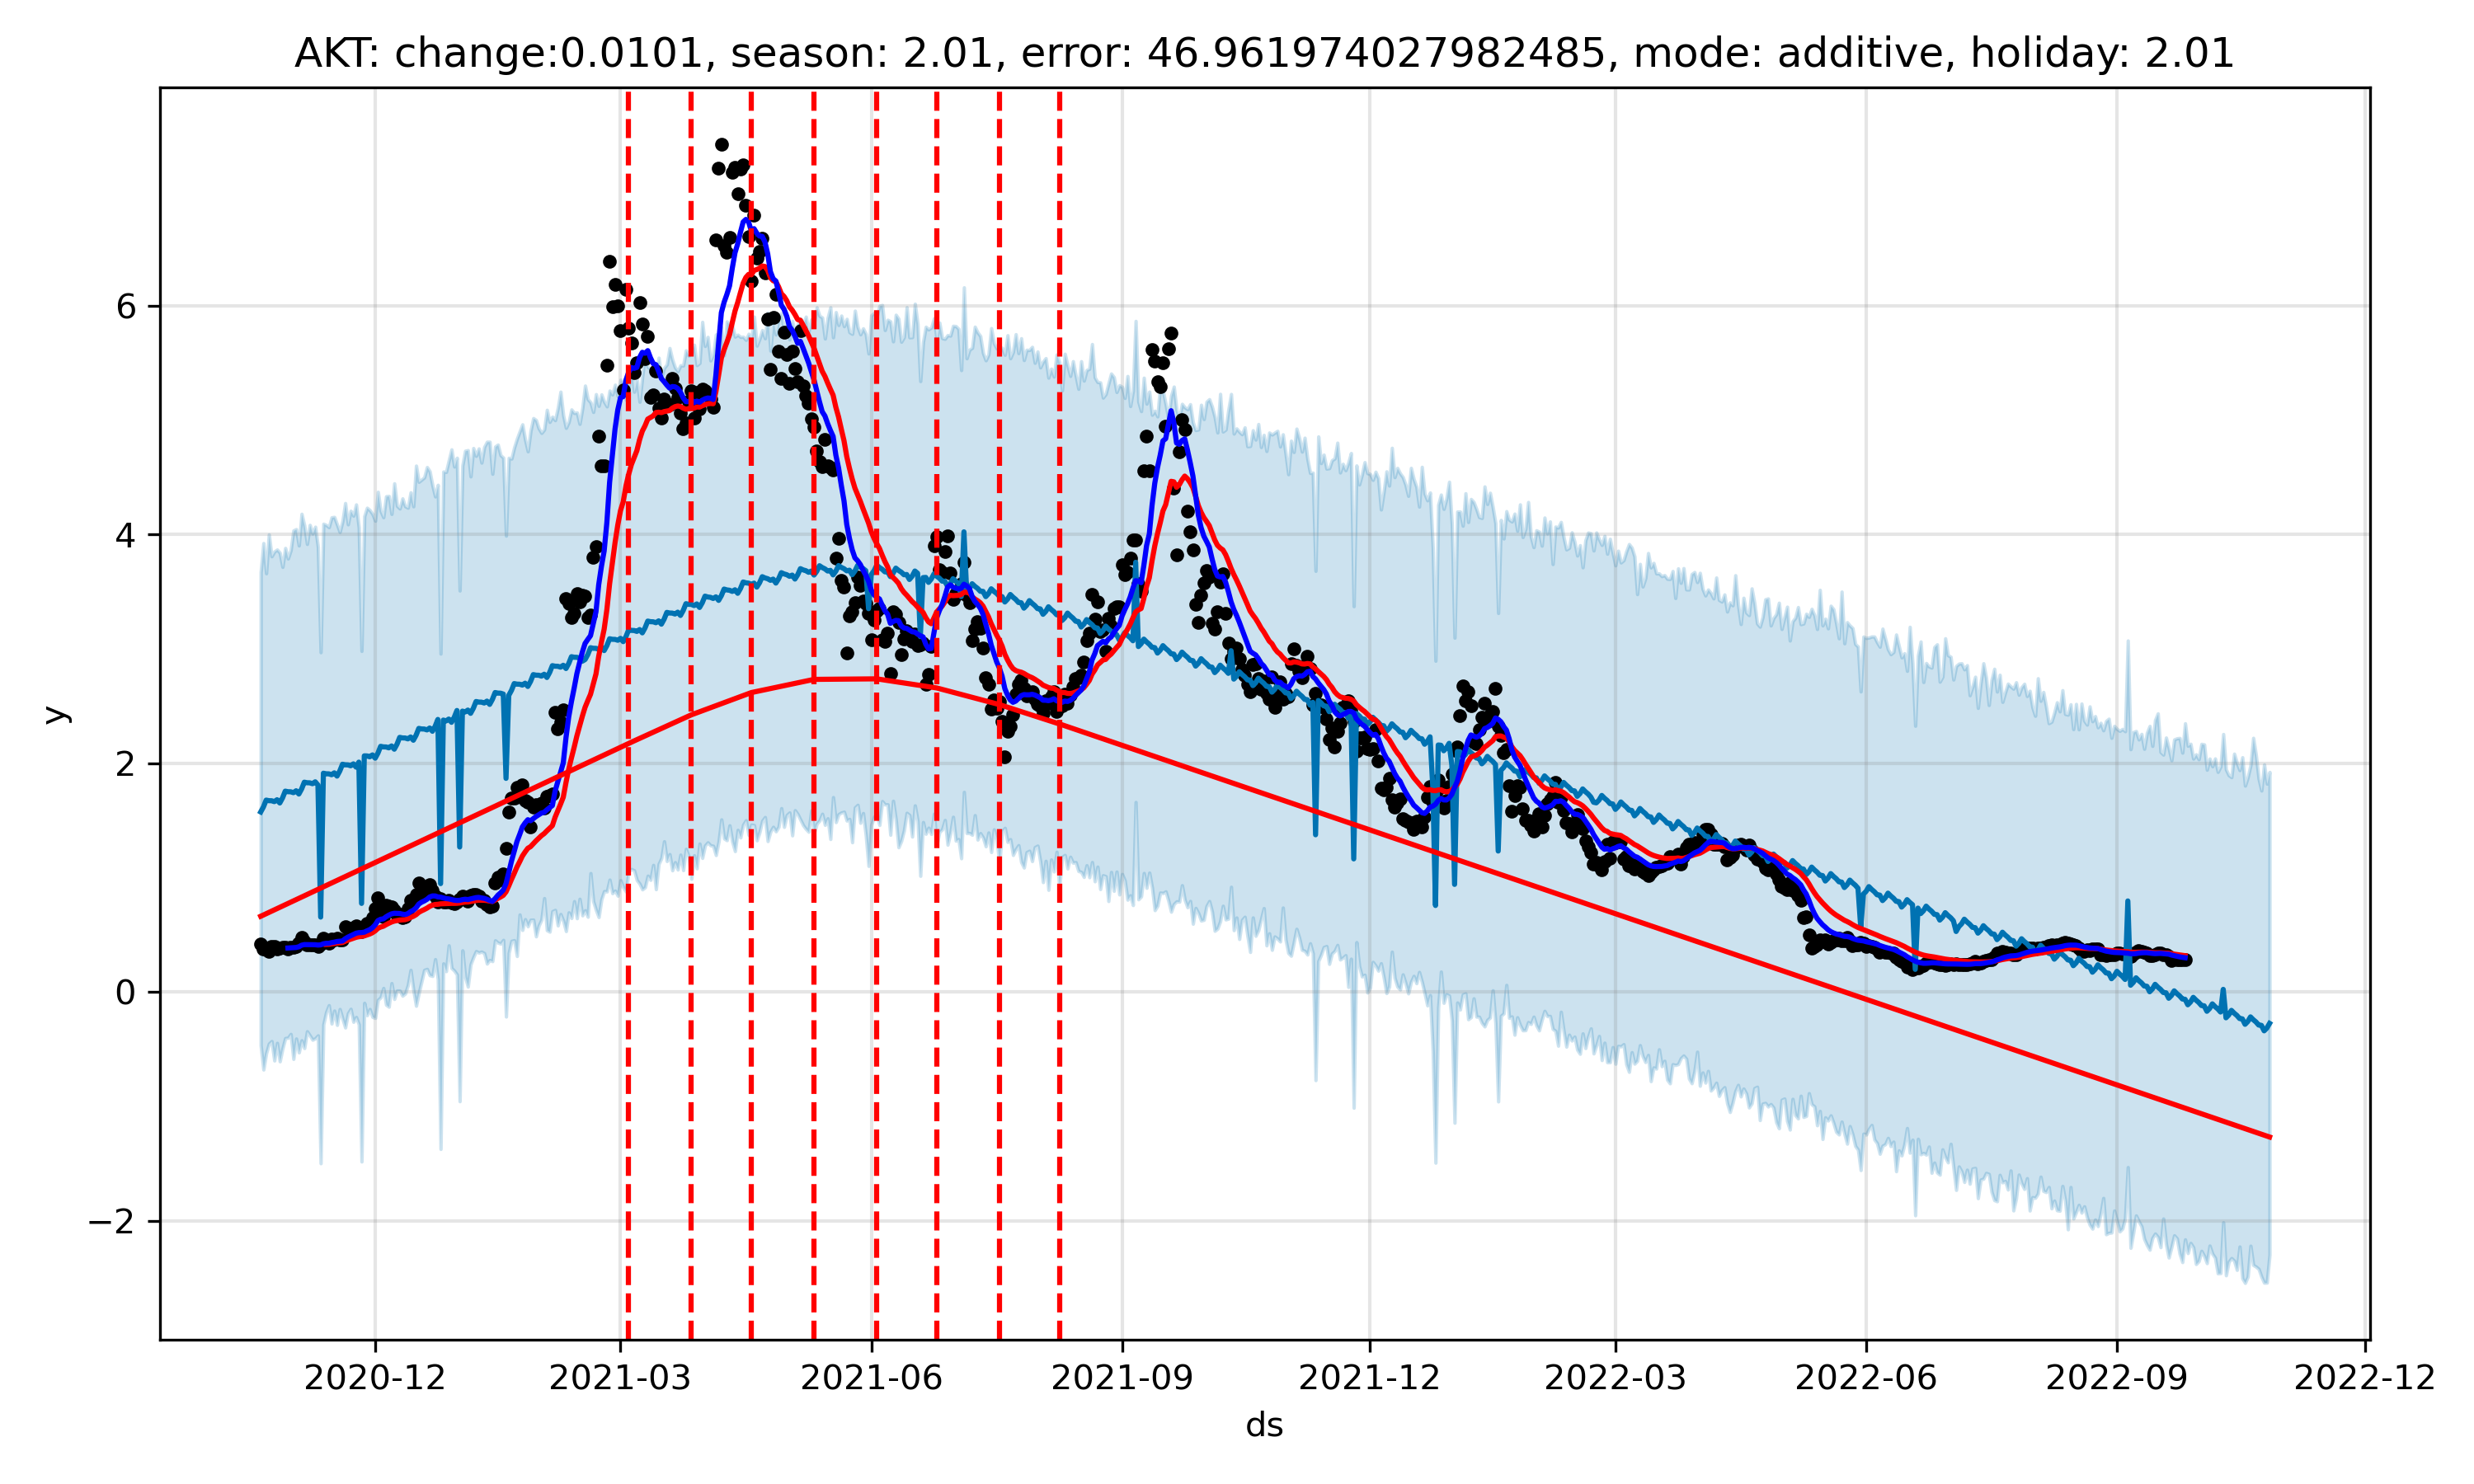 AKT: change:0.0101, season: 2.01, error: 46.961974027982485, mode: additive, holiday: 2.01
6
4
2
0
−2
y
2020-12 2021-03 2021-06 2021-09 2021-12 2022-03 2022-06 2022-09 2022-12
ds